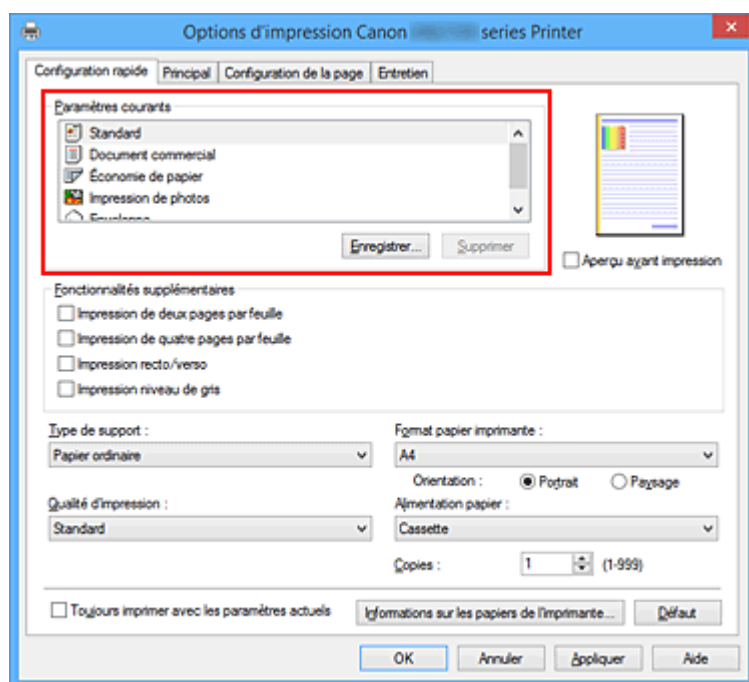 Options d'impression Canon series Printer
Configuration rapide Principal Configuration de la page Entretien
Paramètres courants
Standard
Document commercial
Économie de papier
Impression de photos
Enregistrer... Supprimer
Aperçu avant impression
Fonctionnalités supplémentaires
Impression de deux pages par feuille
Impression de quatre pages par feuille
Impression recto/verso
Impression niveau de gris
Type de support :
Papier ordinaire
Format papier imprimante :
A4
Orientation : Portrait Paysage
Qualité d'impression :
Standard
Alimentation papier :
Cassette
Copies : 1 (1-999)
Toujours imprimer avec les paramètres actuels
Informations sur les papiers de l'imprimante... Défaut
OK Annuler Appliquer Aide